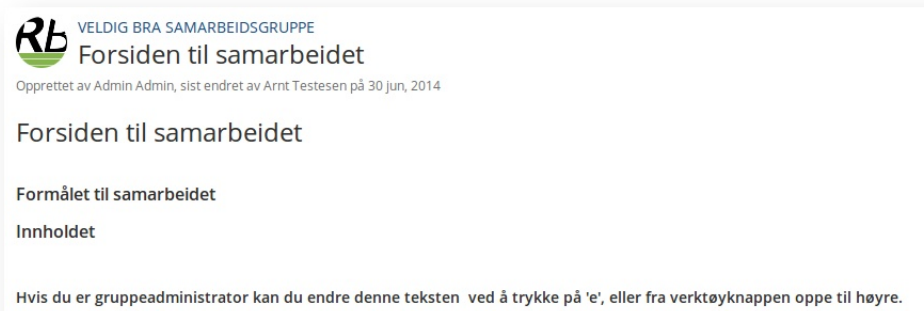 Rb
VELDIG BRA SAMARBEIDSGRUPPE
Forsiden til samarbeidet
Opprettet av Admin Admin, sist endret av Arnt Testesen på 30 jun, 2014
Forsiden til samarbeidet
Formålet til samarbeidet
Innholdet
Hvis du er gruppeadministrator kan du endre denne teksten ved å trykke på 'e', eller fra verktøyknappen oppe til høyre.